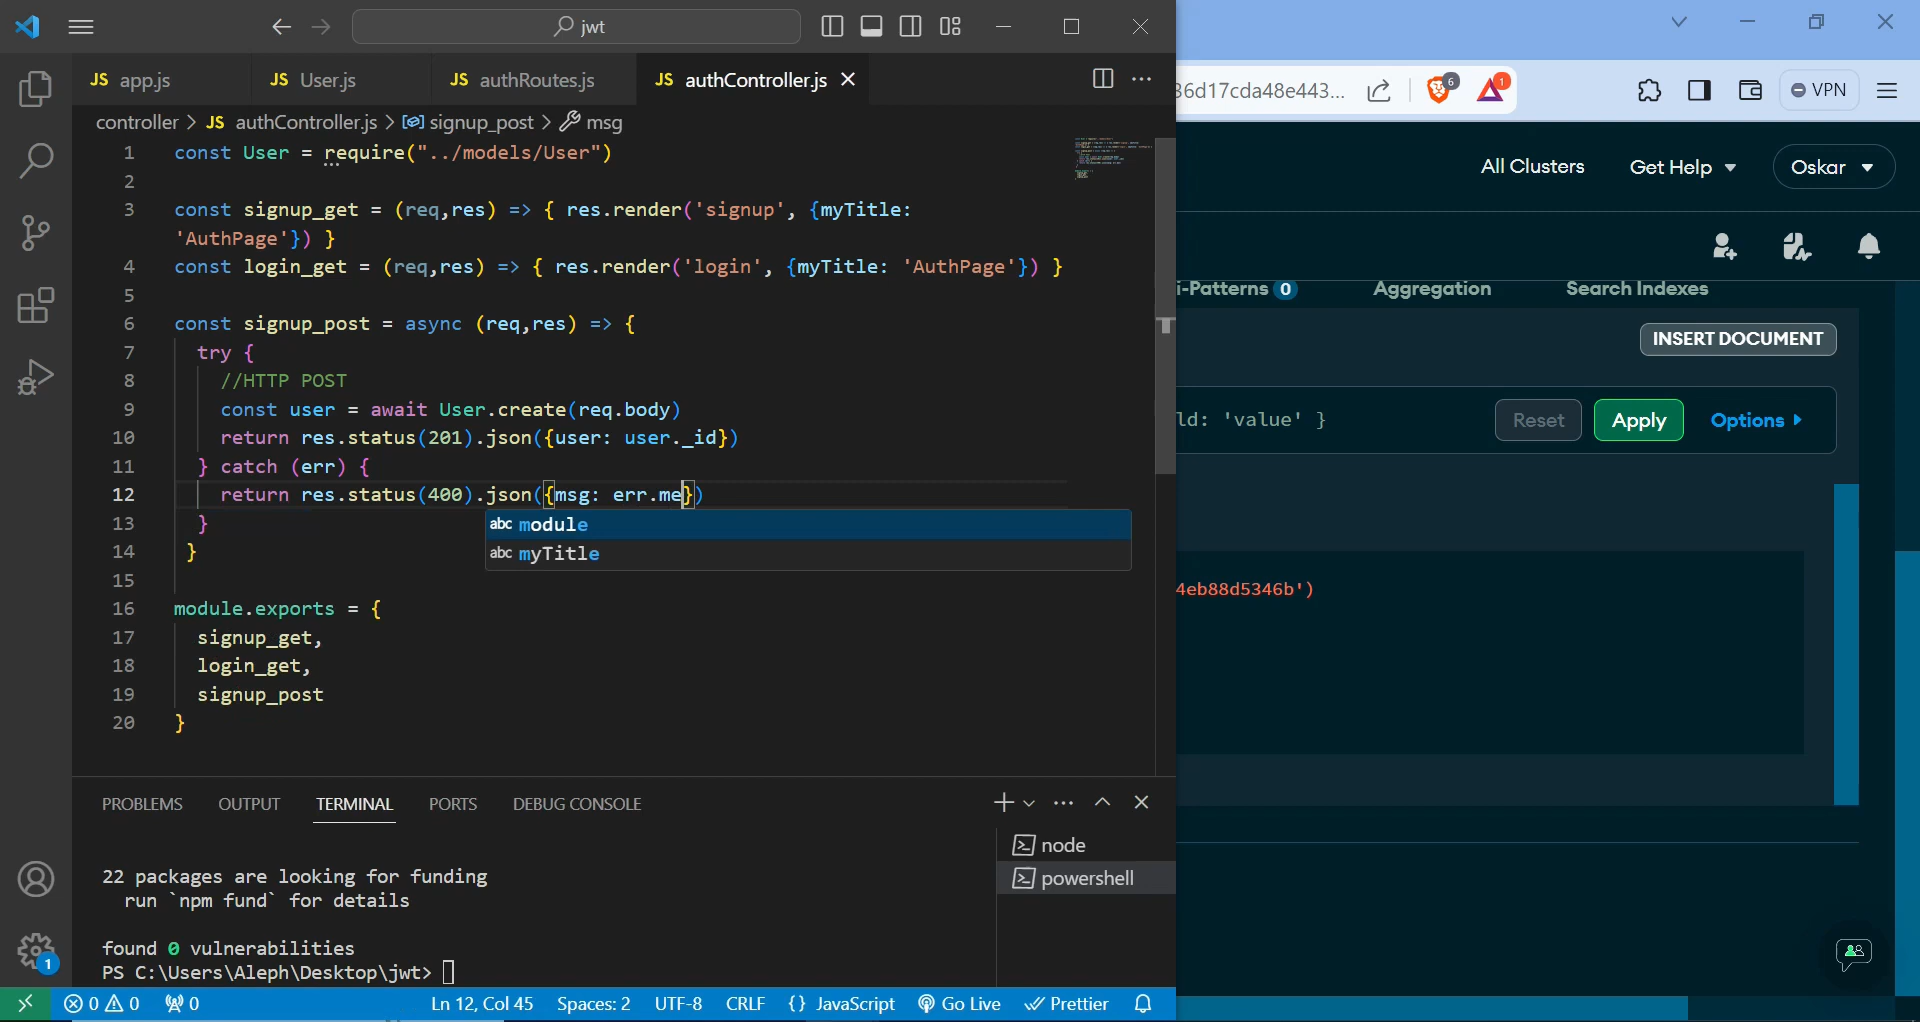 jwt
JS app.js
JS User.js
JS authRoutes.js
JS authController.js
controller > JS authController.js > signup_post > msg
1 const User = require("../models/User")
2
3 const signup_get = (req,res) => { res.render('signup', {myTitle:
'AuthPage'}) }
4 const login_get = (req,res) => { res.render('login', {myTitle: 'AuthPage'}) }
5
6 const signup_post = async (req,res) => {
7 try {
8 //HTTP POST
9 const user = await User.create(req.body)
10 return res.status(201).json({user: user._id})
11 } catch (err) {
12 return res.status(400).json({msg: err.me})
13 }
abc module
14 }
abc myTitle
15
16 module.exports = {
17 signup_get,
18 login_get,
19 signup_post
20 }
PROBLEMS
OUTPUT
TERMINAL
PORTS
DEBUG CONSOLE
node
powershell
22 packages are looking for funding
run `npm fund` for details
found 0 vulnerabilities
PS C:\Users\Aleph\Desktop\jwt>
1
0 0
0
Ln 12, Col 45
Spaces: 2
UTF-8
CRLF
{} JavaScript
Go Live
Prettier
36d17cda48e443...
6
1
VPN
All Clusters
Get Help
Oskar
i-Patterns 0
Aggregation
Search Indexes
INSERT DOCUMENT
ld: 'value' }
Reset
Apply
Options
4eb88d5346b')